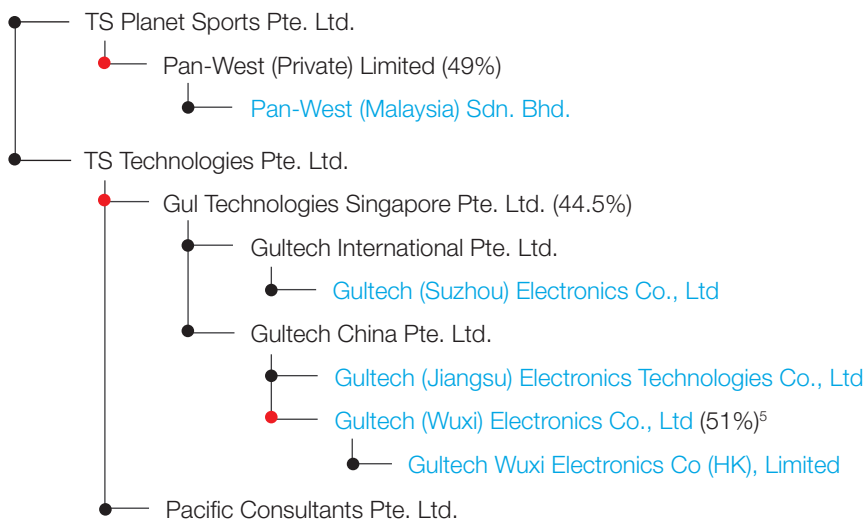 TS Planet Sports Pte. Ltd.
Pan-West (Private) Limited (49%)
Pan-West (Malaysia) Sdn. Bhd.
TS Technologies Pte. Ltd.
Gul Technologies Singapore Pte. Ltd. (44.5%)
Gultech International Pte. Ltd.
Gultech (Suzhou) Electronics Co., Ltd
Gultech China Pte. Ltd.
Gultech (Jiangsu) Electronics Technologies Co., Ltd
Gultech (Wuxi) Electronics Co., Ltd (51%)⁵
Gultech Wuxi Electronics Co (HK), Limited
Pacific Consultants Pte. Ltd.